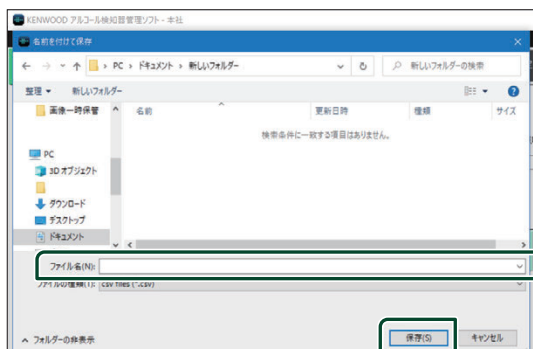 KENWOOD アルコール検知器管理ソフト - 本社
名前を付けて保存
PC › ドキュメント › 新しいフォルダー
新しいフォルダーの検索
整理 新しいフォルダー
画像一時保管
名前 更新日時 種類 サイズ
検索条件に一致する項目はありません。
PC
3D オブジェクト
ダウンロード
デスクトップ
ドキュメント
ファイル名(N):
ファイルの種類(T): csv files (*.csv)
フォルダーの非表示
保存(S) キャンセル